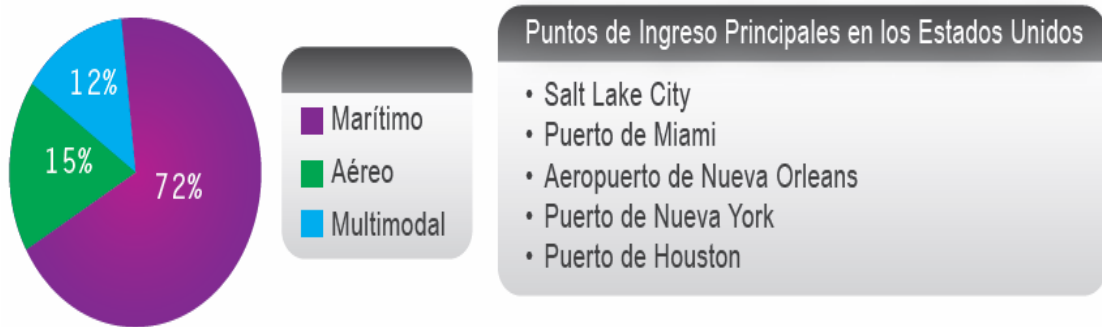 12%
15%
72%
Marítimo
Aéreo
Multimodal
Puntos de Ingreso Principales en los Estados Unidos
• Salt Lake City
• Puerto de Miami
• Aeropuerto de Nueva Orleans
• Puerto de Nueva York
• Puerto de Houston